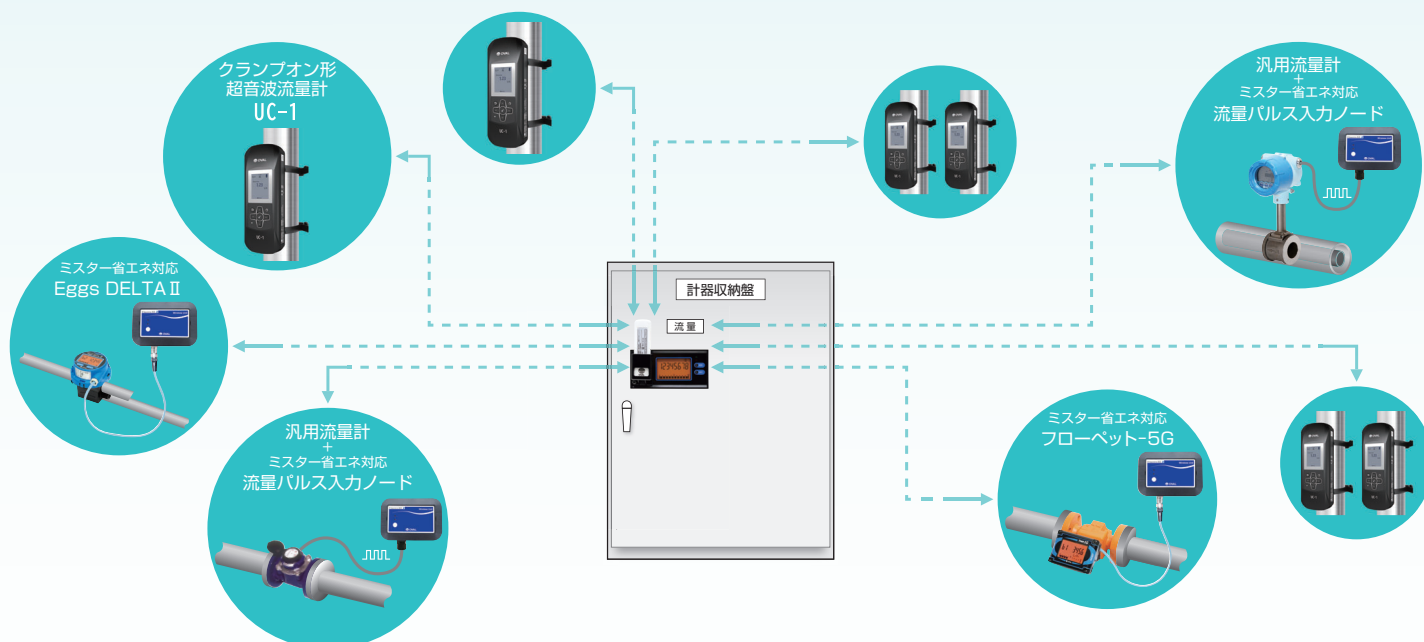 クランプオン形
超音波流量計
UC-1
汎用流量計
+
ミスター省エネ対応
流量パルス入力ノード
ミスター省エネ対応
Eggs DELTAⅡ
計器収納盤
流量
12345678
汎用流量計
+
ミスター省エネ対応
流量パルス入力ノード
ミスター省エネ対応
フローペット-5G